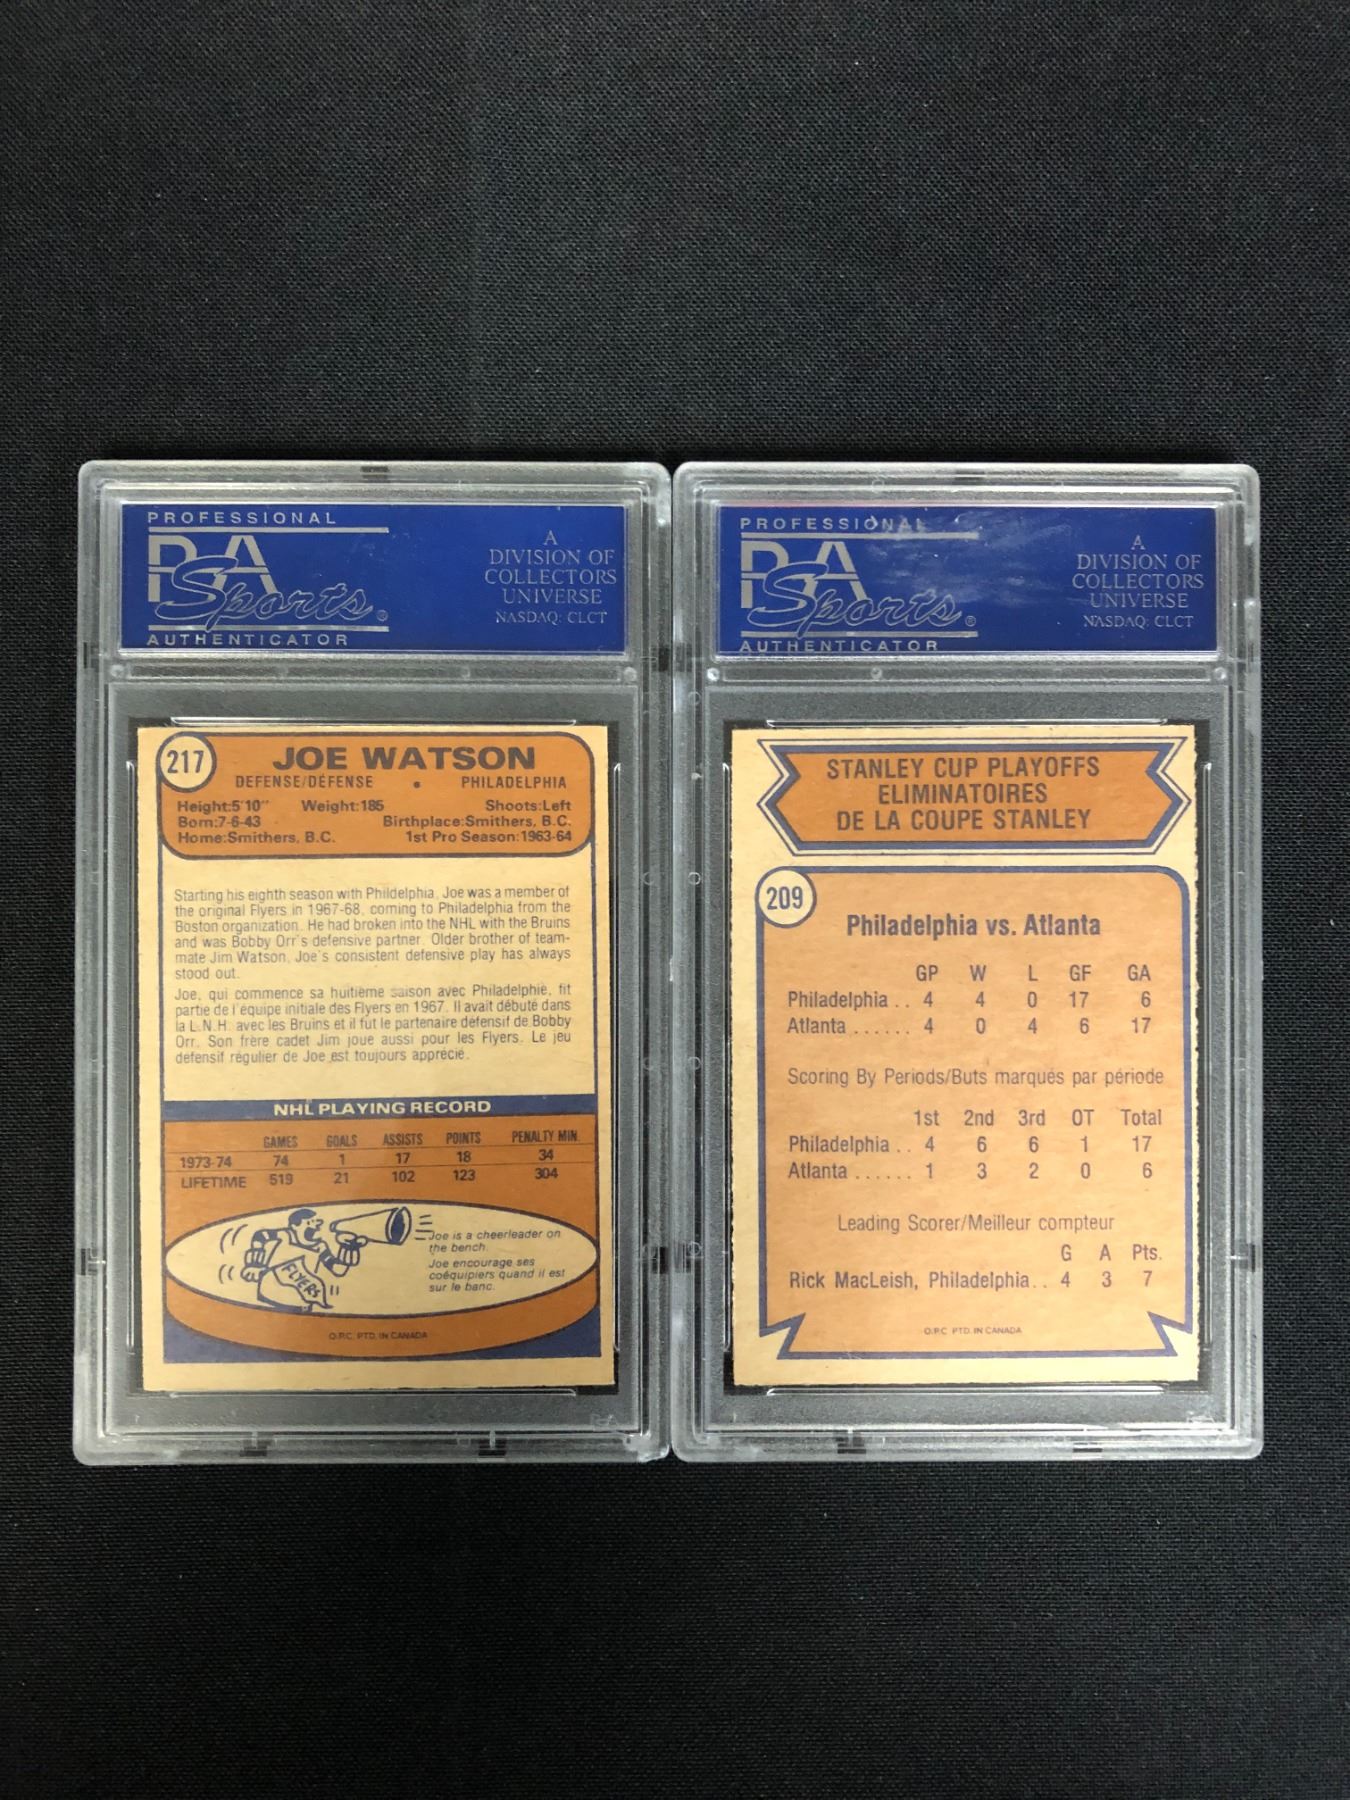 PROFESSIONAL
PSA
Sports®
AUTHENTICATOR
A
DIVISION OF
COLLECTORS
UNIVERSE
NASDAQ: CLCT
217
JOE WATSON
DEFENSE/DÉFENSE • PHILADELPHIA
Height:5'10" Weight:185 Shoots:Left
Born:7-6-43 Birthplace:Smithers, B.C.
Home:Smithers, B.C. 1st Pro Season:1963-64
Starting his eighth season with Phildelphia, Joe was a member of
the original Flyers in 1967-68, coming to Philadelphia from the
Boston organization. He had broken into the NHL with the Bruins
and was Bobby Orr's defensive partner. Older brother of team-
mate Jim Watson, Joe's consistent defensive play has always
stood out.
Joe, qui commence sa huitième saison avec Philadelphie, fit
partie de l'équipe initiale des Flyers en 1967. Il avait débuté dans
la L.N.H. avec les Bruins et il fut le partenaire défensif de Bobby
Orr. Son frère cadet Jim joue aussi pour les Flyers. Le jeu
defensif régulier de Joe est toujours apprécié.
NHL PLAYING RECORD
GAMES GOALS ASSISTS POINTS PENALTY MIN.
1973-74 74 1 17 18 34
LIFETIME 519 21 102 123 304
FLYERS
Joe is a cheerleader on
the bench.
Joe encourage ses
coéquipiers quand il est
sur le banc.
O.P.C. PTD. IN CANADA
PROFESSIONAL
PSA
Sports®
AUTHENTICATOR
A
DIVISION OF
COLLECTORS
UNIVERSE
NASDAQ: CLCT
STANLEY CUP PLAYOFFS
ELIMINATOIRES
DE LA COUPE STANLEY
209
Philadelphia vs. Atlanta
GP W L GF GA
Philadelphia . . 4 4 0 17 6
Atlanta . . . . . . 4 0 4 6 17
Scoring By Periods/Buts marqués par période
1st 2nd 3rd OT Total
Philadelphia . . 4 6 6 1 17
Atlanta . . . . . . 1 3 2 0 6
Leading Scorer/Meilleur compteur
G A Pts.
Rick MacLeish, Philadelphia . . 4 3 7
O.P.C. PTD. IN CANADA